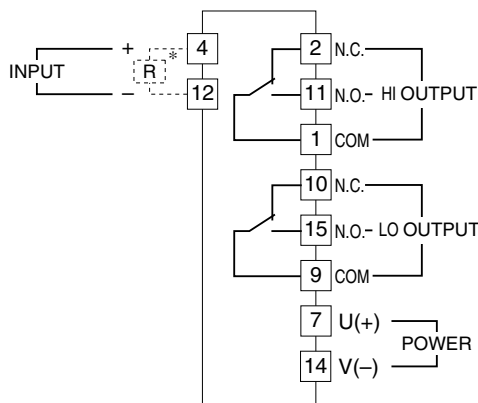 4 2 N.C.
+ *
INPUT R
– 12 11 N.O. HI OUTPUT
1 COM
10 N.C.
15 N.O. LO OUTPUT
9 COM
7 U(+)
POWER
14 V(–)